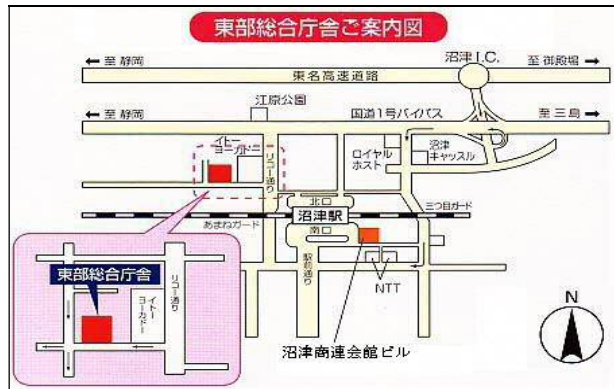 東部総合庁舎ご案内図
沼津I.C.
至 静岡
至 御殿場
東名高速道路
江原公園
至 静岡
国道1号バイパス
至 三島
イトー
ヨーカドー
リコー通り
ロイヤル
ホスト
沼津
キャッスル
北口
三つ目ガード
沼津駅
あまねガード
南口
東部総合庁舎
リコー通り
イトー
ヨーカドー
駅前通り
NTT
沼津商連会館ビル
N